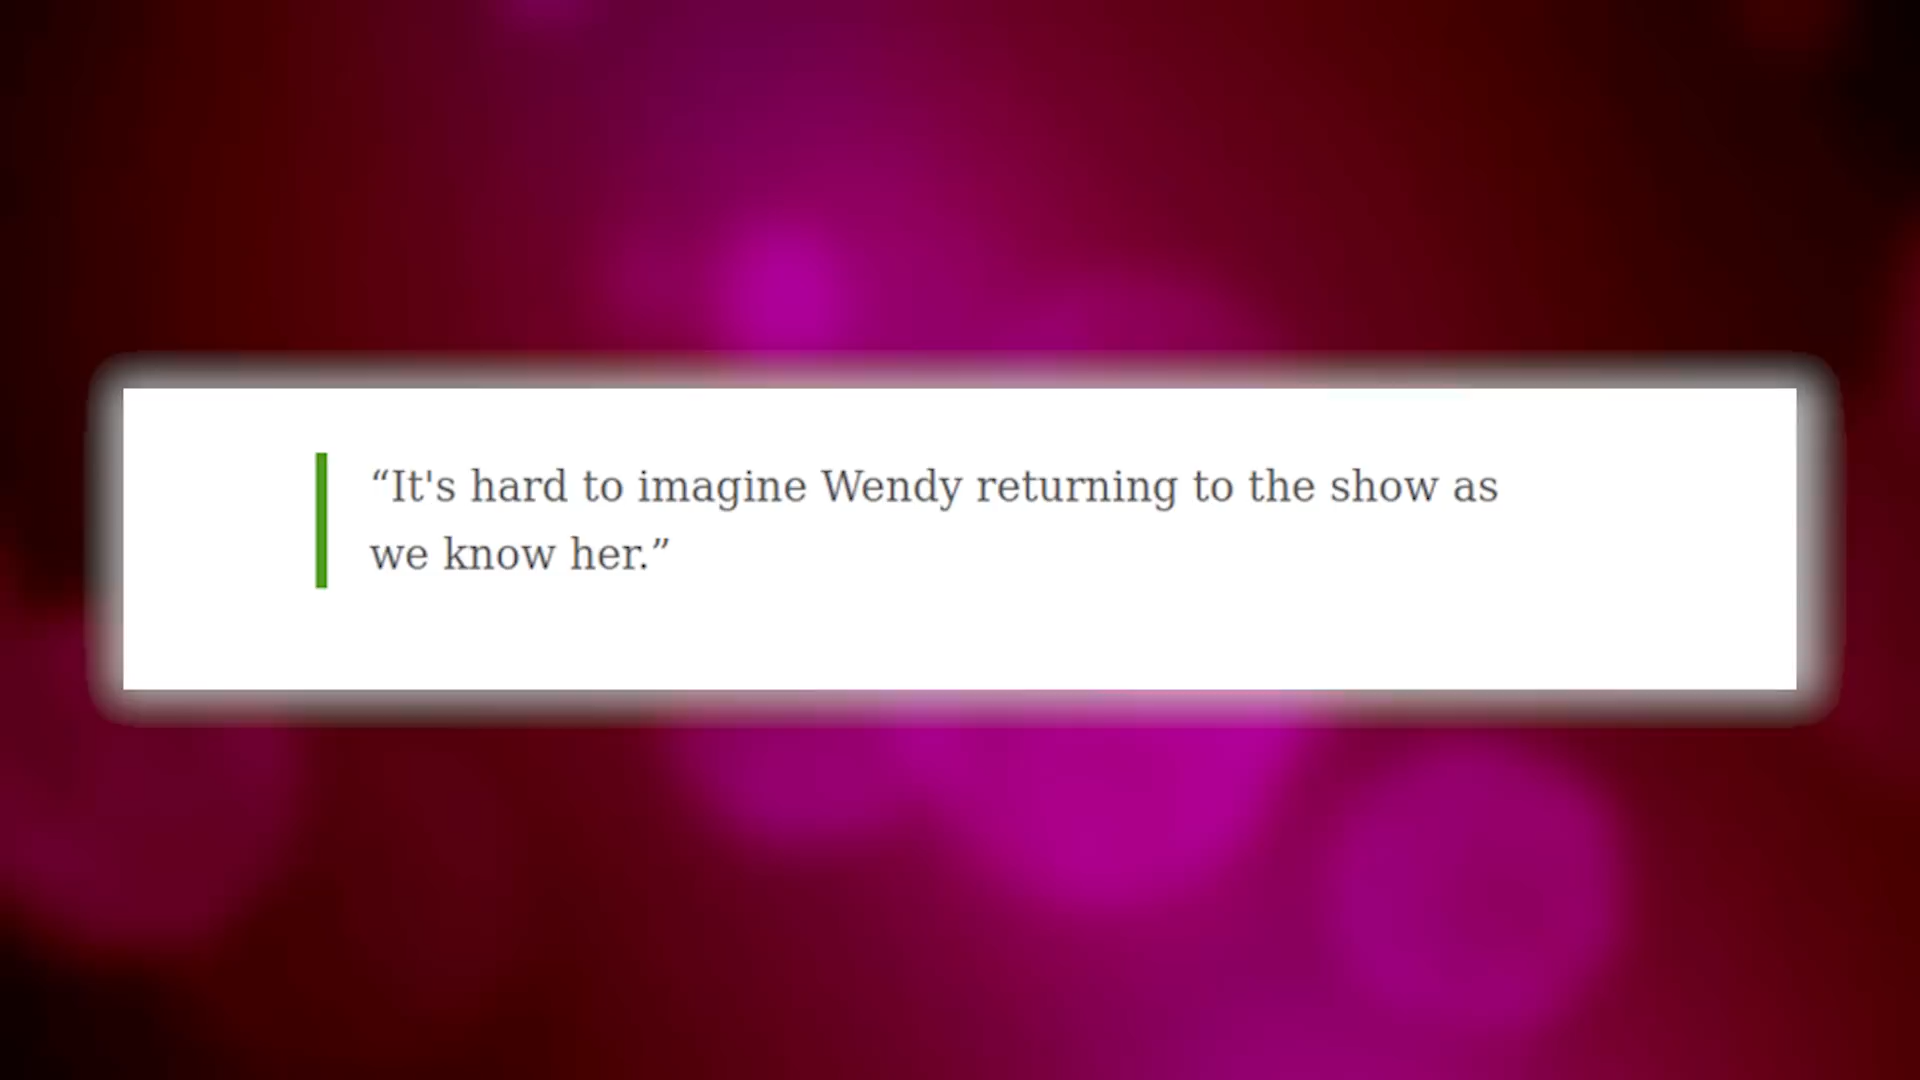 “It's hard to imagine Wendy returning to the show as
we know her.”